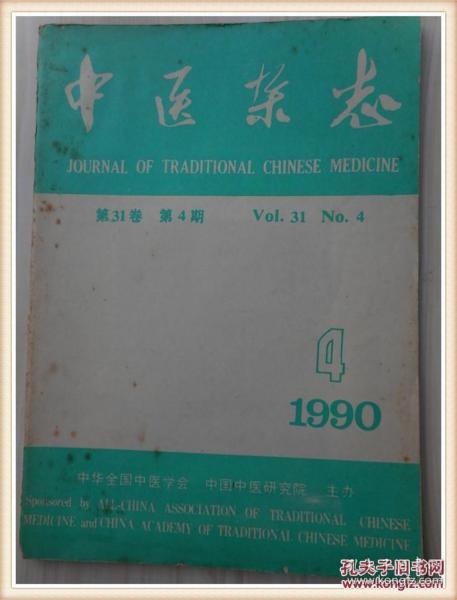 中医杂志
JOURNAL OF TRADITIONAL CHINESE MEDICINE
第31卷 第4期 Vol. 31 No. 4
4
1990
中华全国中医学会 中国中医研究院 主办
Sponsored by ALL-CHINA ASSOCIATION OF TRADITIONAL CHINESE
MEDICINE and CHINA ACADEMY OF TRADITIONAL CHINESE MEDICINE
孔夫子旧书网